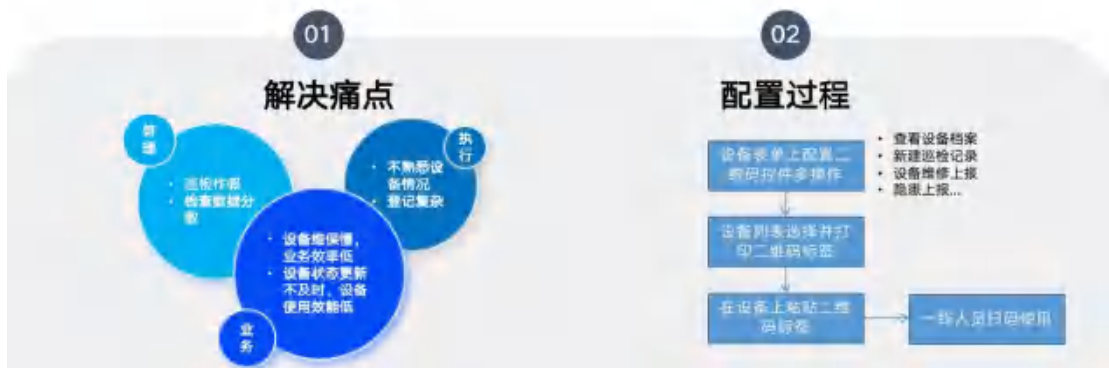 01
解决痛点
管
理
• 巡检作假
• 检查数据分
散
执
行
• 不熟悉设
备情况
• 登记复杂
• 设备维保慢,
业务效率低
• 设备状态更新
不及时,设备
使用效能低
业
务
02
配置过程
设备表单上配置二
维码控件多操作
• 查看设备档案
• 新建巡检记录
• 设备维修上报
• 隐患上报...
设备列表选择并打
印二维码标签
在设备上粘贴二维
码标签
一线人员扫码使用